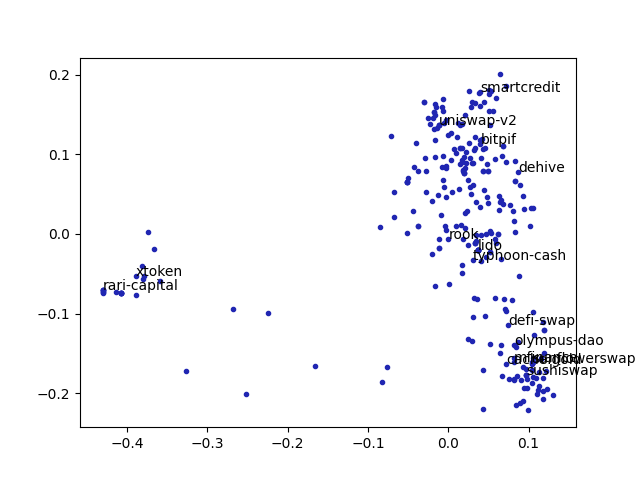 0.2
0.1
0.0
−0.1
−0.2
smartcredit
uniswap-v2
bitpif
dehive
rook
lido
typhoon-cash
xtoken
rari-capital
defi-swap
olympus-dao
sushiswap
−0.4
−0.3
−0.2
−0.1
0.0
0.1